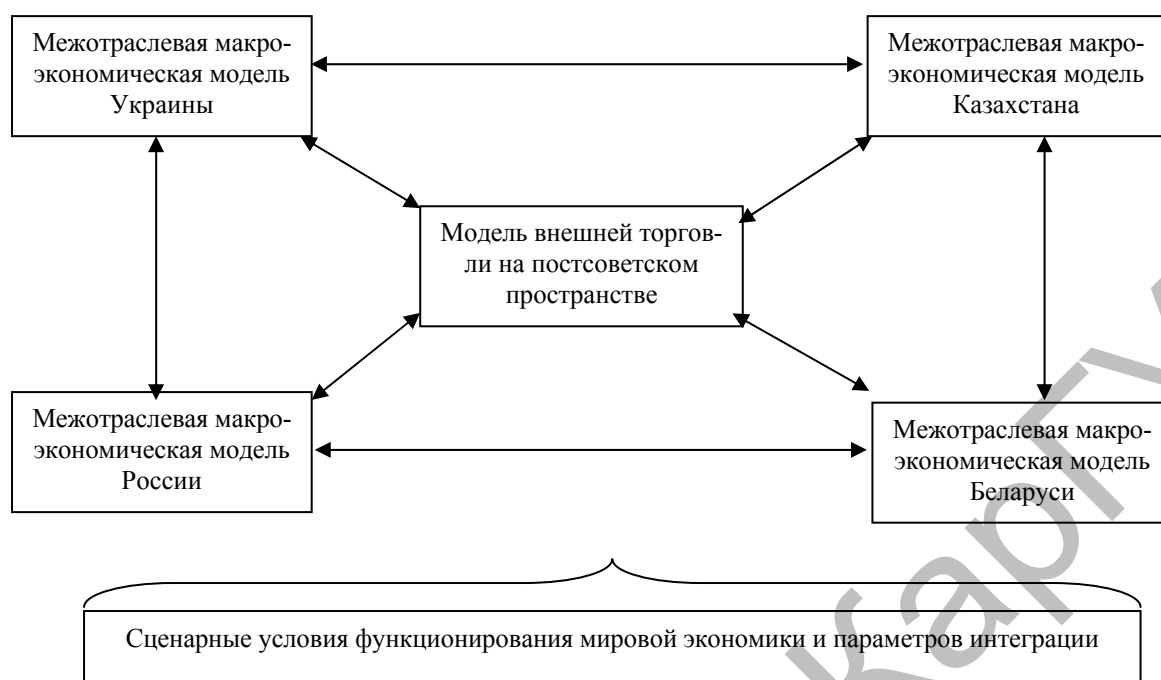 Межотраслевая макро-
экономическая модель
Украины
Межотраслевая макро-
экономическая модель
Казахстана
Модель внешней торгов-
ли на постсоветском
пространстве
Межотраслевая макро-
экономическая модель
России
Межотраслевая макро-
экономическая модель
Беларуси
Сценарные условия функционирования мировой экономики и параметров интеграции